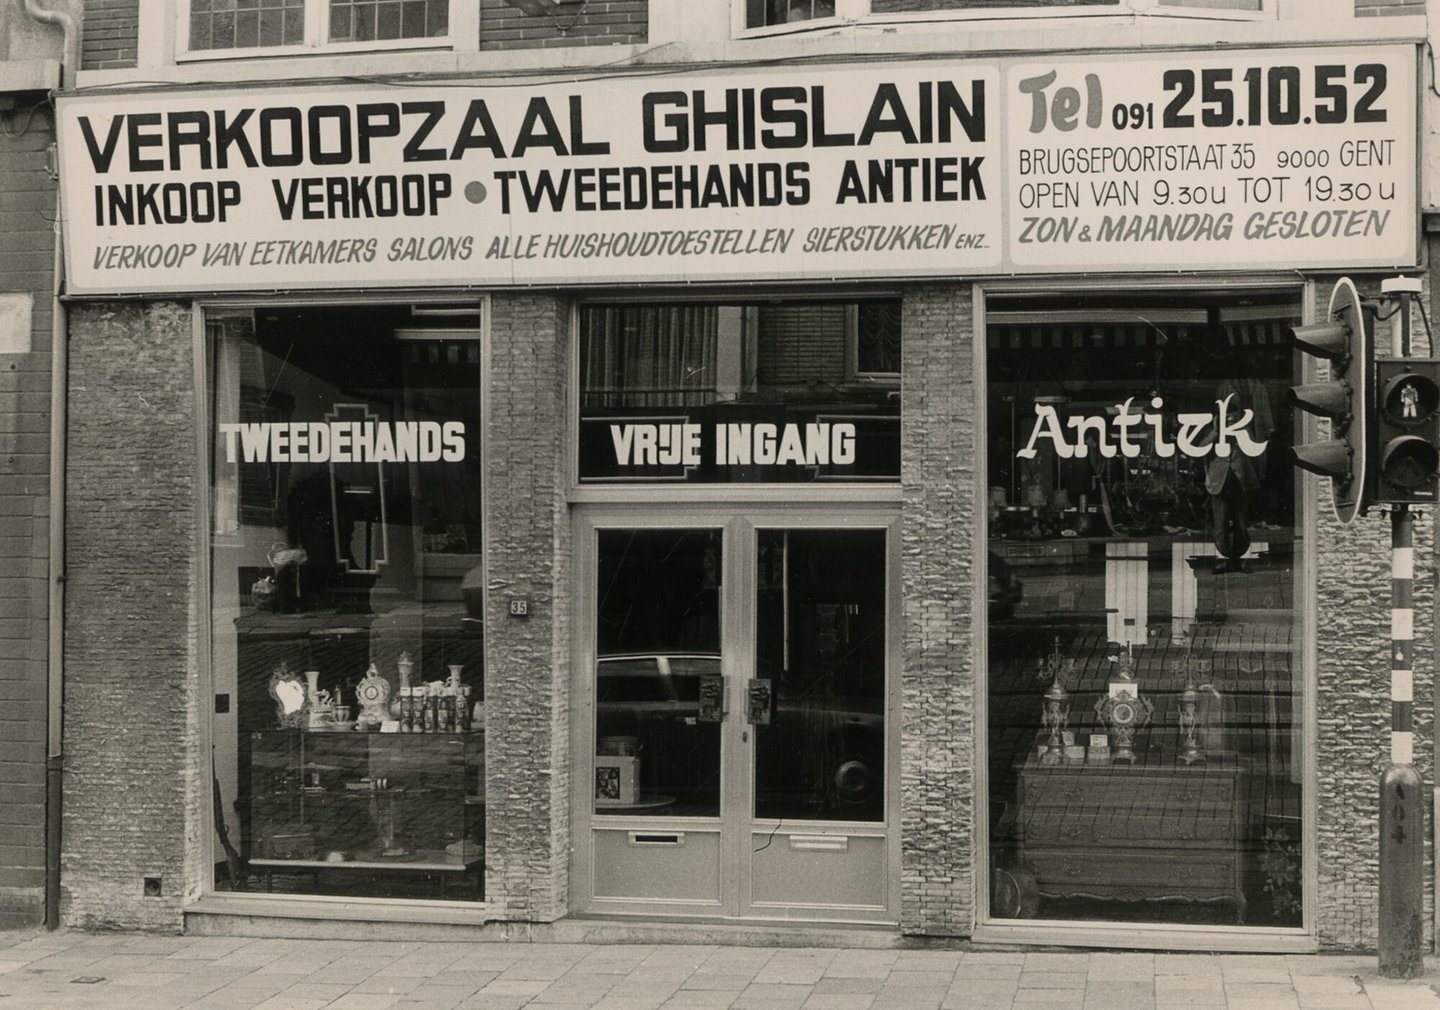 VERKOOPZAAL GHISLAIN
INKOOP VERKOOP • TWEEDEHANDS ANTIEK
VERKOOP VAN EETKAMERS SALONS ALLE HUISHOUDTOESTELLEN SIERSTUKKEN ENZ..
Tel 091 25.10.52
BRUGSEPOORTSTAAT 35 9000 GENT
OPEN VAN 9.30u TOT 19.30u
ZON & MAANDAG GESLOTEN
TWEEDEHANDS
VRIJE INGANG
Antiek
35